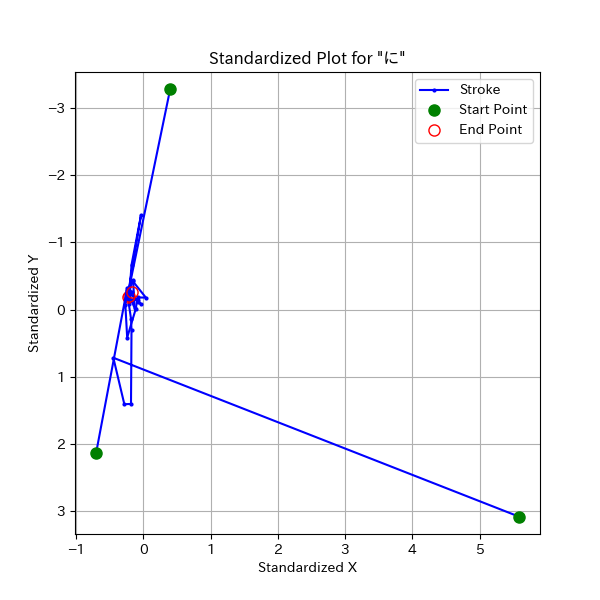 Standardized Plot for "に"
Stroke
Start Point
End Point
Standardized Y
−3
−2
−1
0
1
2
3
−1 0 1 2 3 4 5
Standardized X